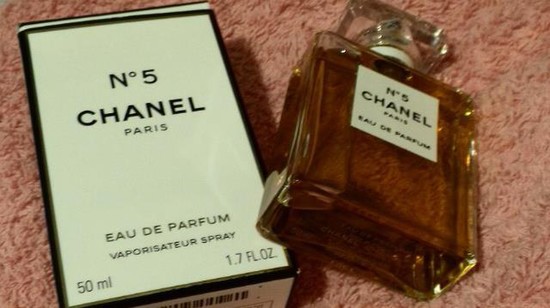 N°5
CHANEL
PARIS
EAU DE PARFUM
VAPORISATEUR SPRAY
50 ml
1.7 FL.OZ.
N°5
CHANEL
EAU DE PARFUM